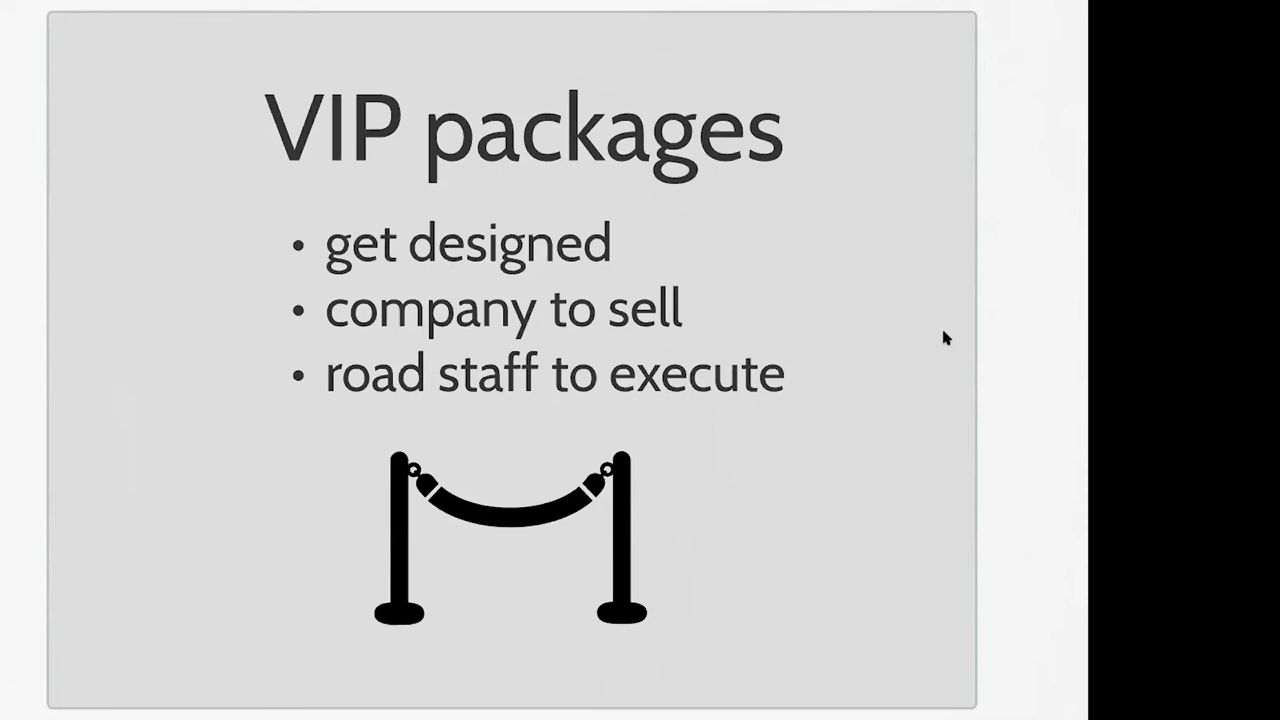 VIP packages
• get designed
• company to sell
• road staff to execute